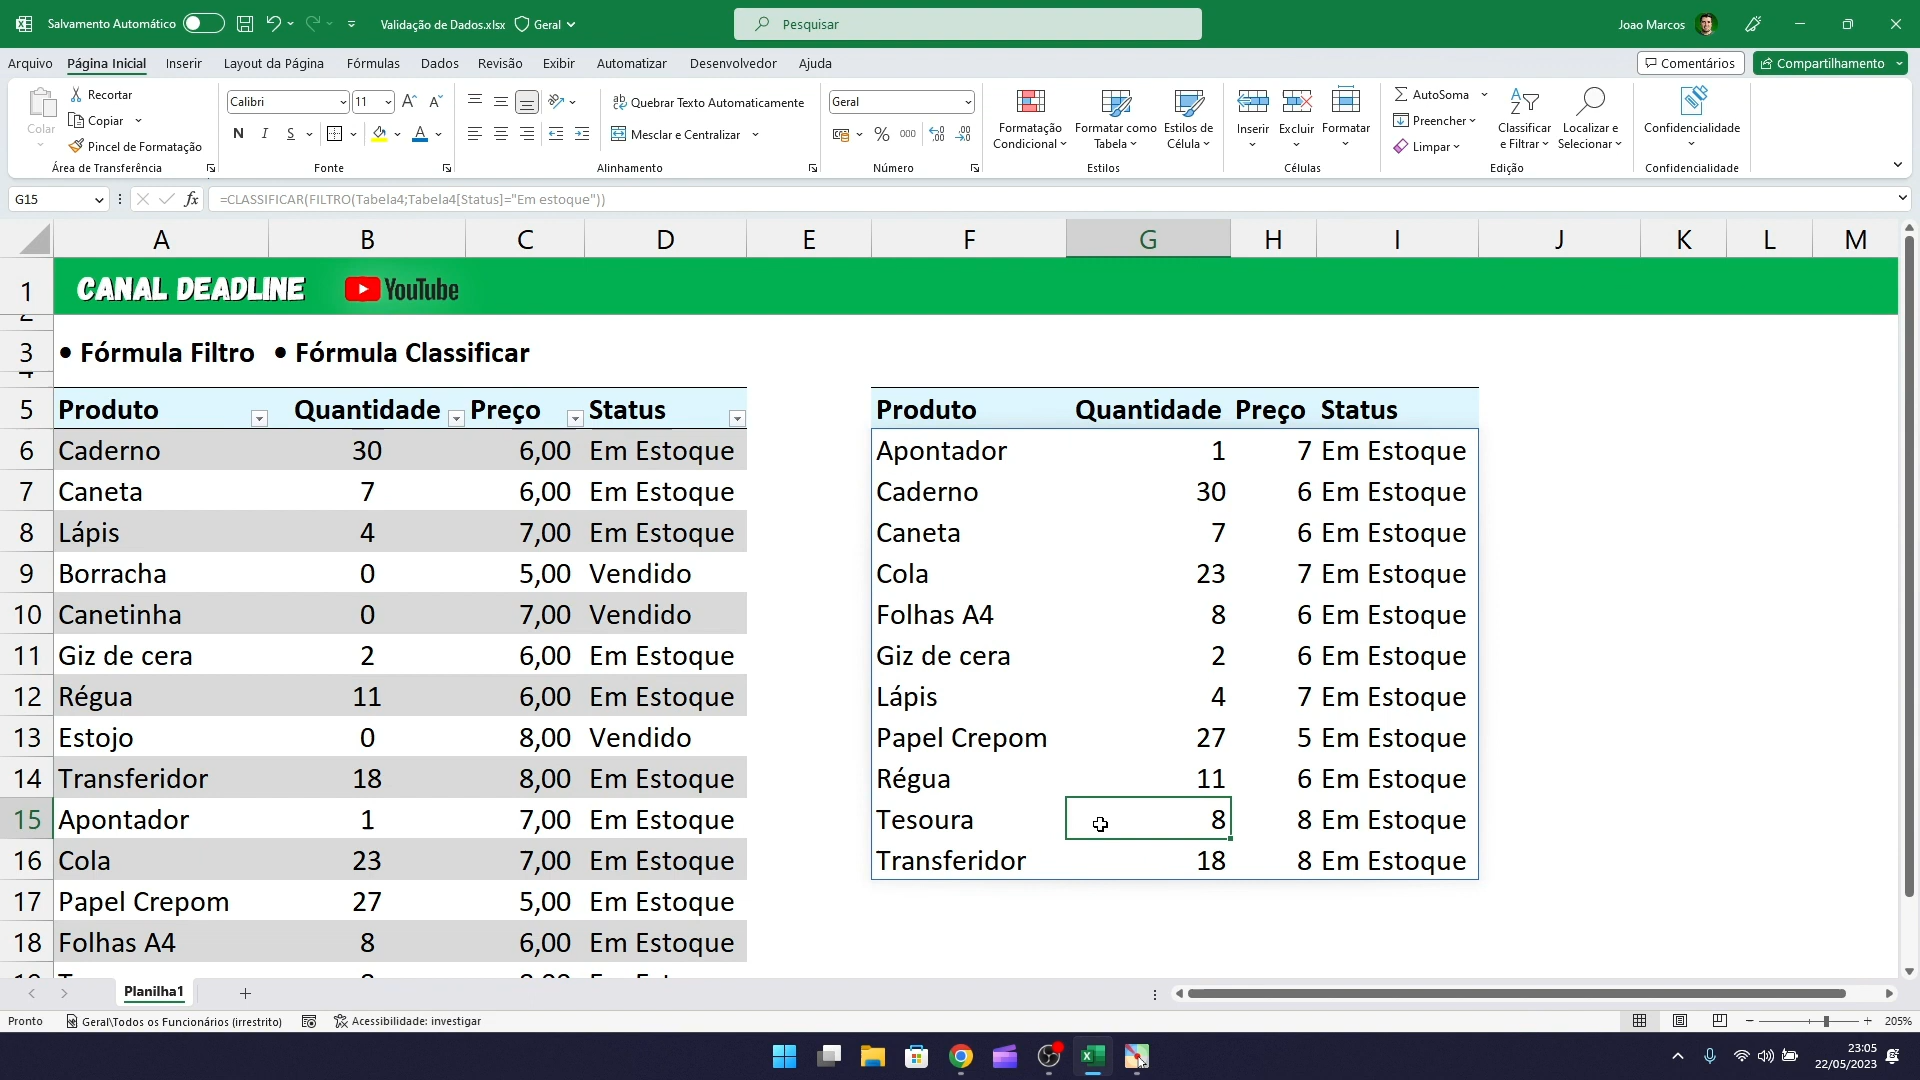 Salvamento Automático Validação de Dados.xlsx Geral Pesquisar Joao Marcos
Arquivo Página Inicial Inserir Layout da Página Fórmulas Dados Revisão Exibir Automatizar Desenvolvedor Ajuda Comentários Compartilhamento
Colar Recortar Copiar Pincel de Formatação
Área de Transferência
Calibri 11
N I S A
Fonte
Quebrar Texto Automaticamente
Mesclar e Centralizar
Alinhamento
Geral
% 000
Número
Formatação Condicional Formatar como Tabela Estilos de Célula
Estilos
Inserir Excluir Formatar
Células
AutoSoma Preencher Limpar
Classificar e Filtrar Localizar e Selecionar
Edição
Confidencialidade
Confidencialidade
G15 fx =CLASSIFICAR(FILTRO(Tabela4;Tabela4[Status]="Em estoque"))
A B C D E F G H I J K L M
1 CANAL DEADLINE YouTube
3 • Fórmula Filtro • Fórmula Classificar
5 Produto Quantidade Preço Status Produto Quantidade Preço Status
6 Caderno 30 6,00 Em Estoque Apontador 1 7 Em Estoque
7 Caneta 7 6,00 Em Estoque Caderno 30 6 Em Estoque
8 Lápis 4 7,00 Em Estoque Caneta 7 6 Em Estoque
9 Borracha 0 5,00 Vendido Cola 23 7 Em Estoque
10 Canetinha 0 7,00 Vendido Folhas A4 8 6 Em Estoque
11 Giz de cera 2 6,00 Em Estoque Giz de cera 2 6 Em Estoque
12 Régua 11 6,00 Em Estoque Lápis 4 7 Em Estoque
13 Estojo 0 8,00 Vendido Papel Crepom 27 5 Em Estoque
14 Transferidor 18 8,00 Em Estoque Régua 11 6 Em Estoque
15 Apontador 1 7,00 Em Estoque Tesoura 8 8 Em Estoque
16 Cola 23 7,00 Em Estoque Transferidor 18 8 Em Estoque
17 Papel Crepom 27 5,00 Em Estoque
18 Folhas A4 8 6,00 Em Estoque
Planilha1
Pronto Geral\Todos os Funcionários (irrestrito) Acessibilidade: investigar 205%
23:05
22/05/2023